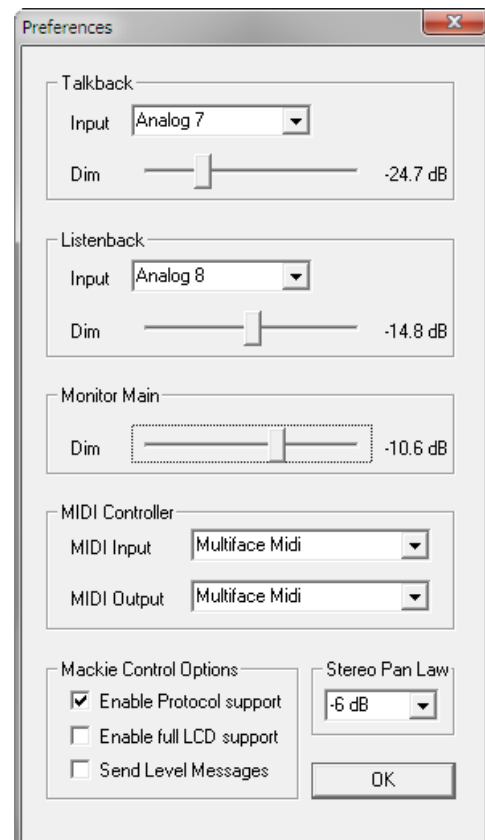 Preferences
Talkback
Input Analog 7
Dim -24.7 dB
Listenback
Input Analog 8
Dim -14.8 dB
Monitor Main
Dim -10.6 dB
MIDI Controller
MIDI Input Multiface Midi
MIDI Output Multiface Midi
Mackie Control Options
Enable Protocol support
Enable full LCD support
Send Level Messages
Stereo Pan Law
-6 dB
OK